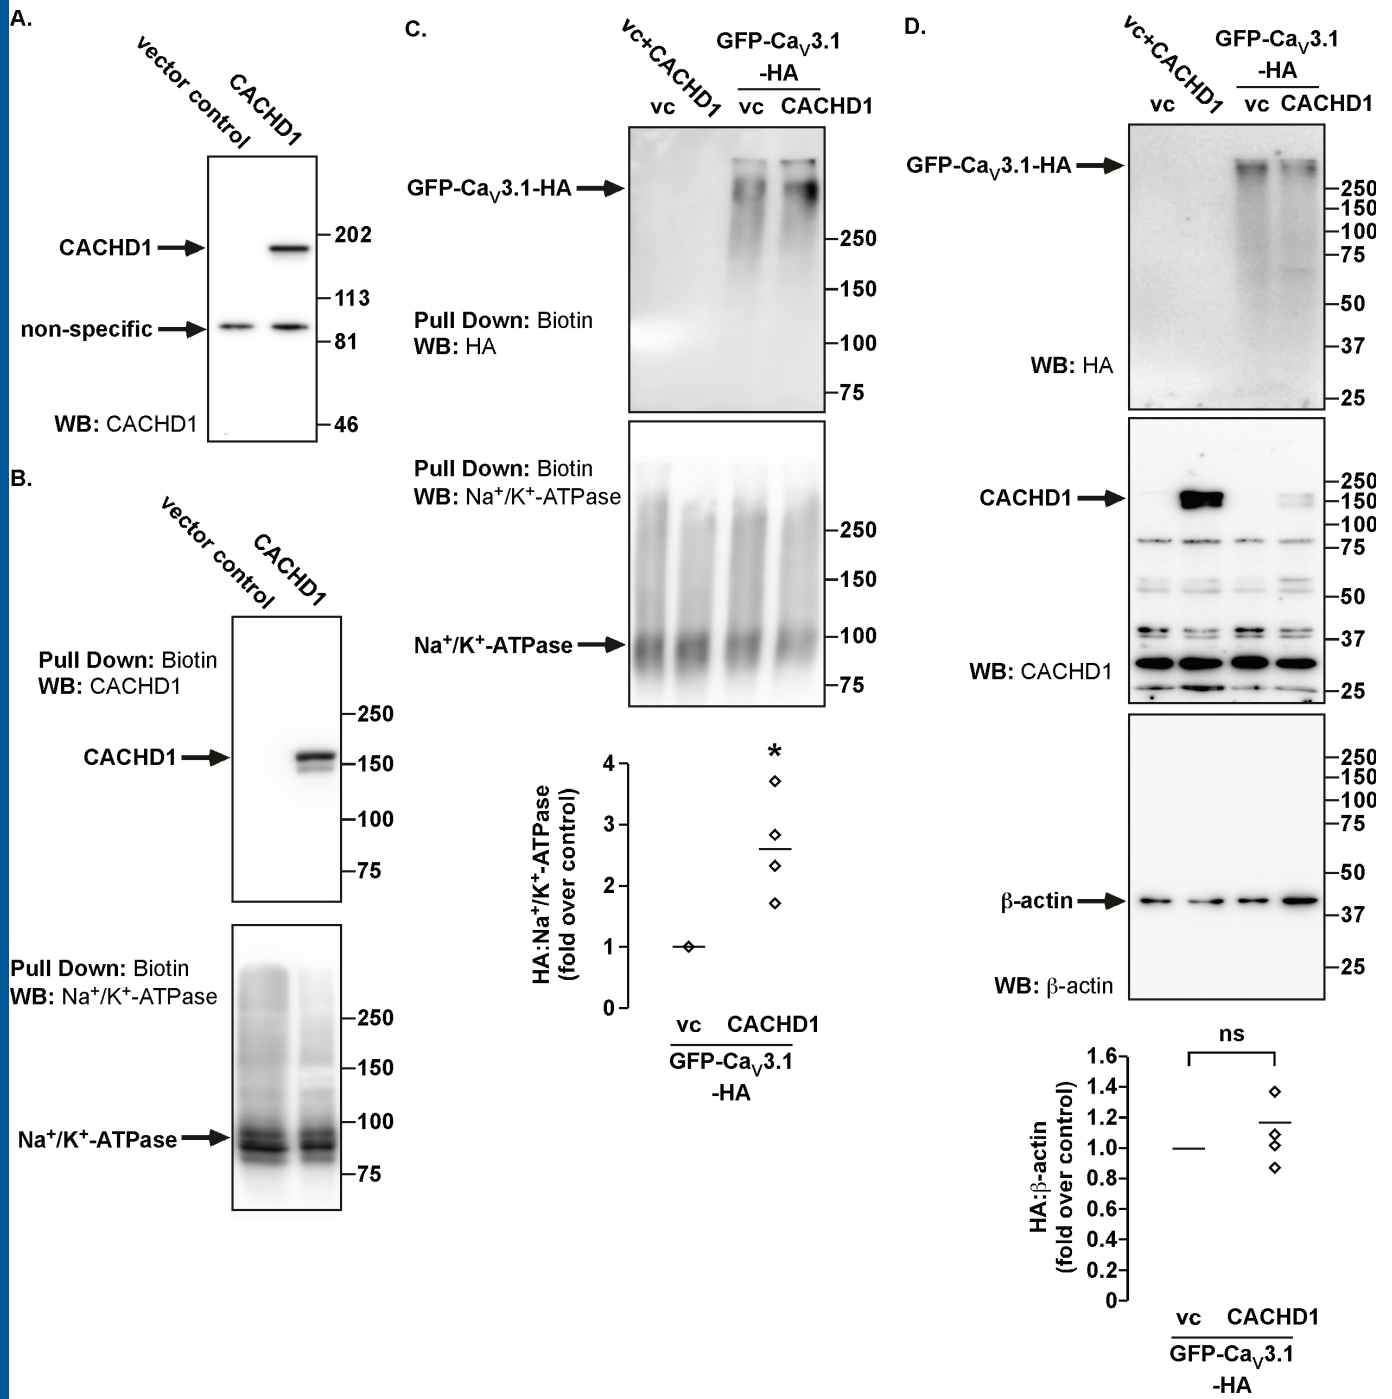 A.
vector control
CACHD1
CACHD1
non-specific
202
113
81
46
WB: CACHD1
B.
vector control
CACHD1
Pull Down: Biotin
WB: CACHD1
CACHD1
250
150
100
75
Pull Down: Biotin
WB: Na⁺/K⁺-ATPase
Na⁺/K⁺-ATPase
250
150
100
75
C.
vc+CACHD1
GFP-CaV3.1
-HA
vc
vc
CACHD1
GFP-CaV3.1-HA
250
150
100
75
Pull Down: Biotin
WB: HA
Pull Down: Biotin
WB: Na⁺/K⁺-ATPase
Na⁺/K⁺-ATPase
250
150
100
75
HA:Na⁺/K⁺-ATPase
(fold over control)
4
3
2
1
0
*
vc
CACHD1
GFP-CaV3.1
-HA
D.
vc+CACHD1
GFP-CaV3.1
-HA
vc
vc
CACHD1
GFP-CaV3.1-HA
250
150
100
75
50
37
25
WB: HA
CACHD1
250
150
100
75
50
37
25
WB: CACHD1
β-actin
250
150
100
75
50
37
25
WB: β-actin
HA:β-actin
(fold over control)
1.6
1.4
1.2
1.0
0.8
0.6
0.4
0.2
0
ns
vc
CACHD1
GFP-CaV3.1
-HA